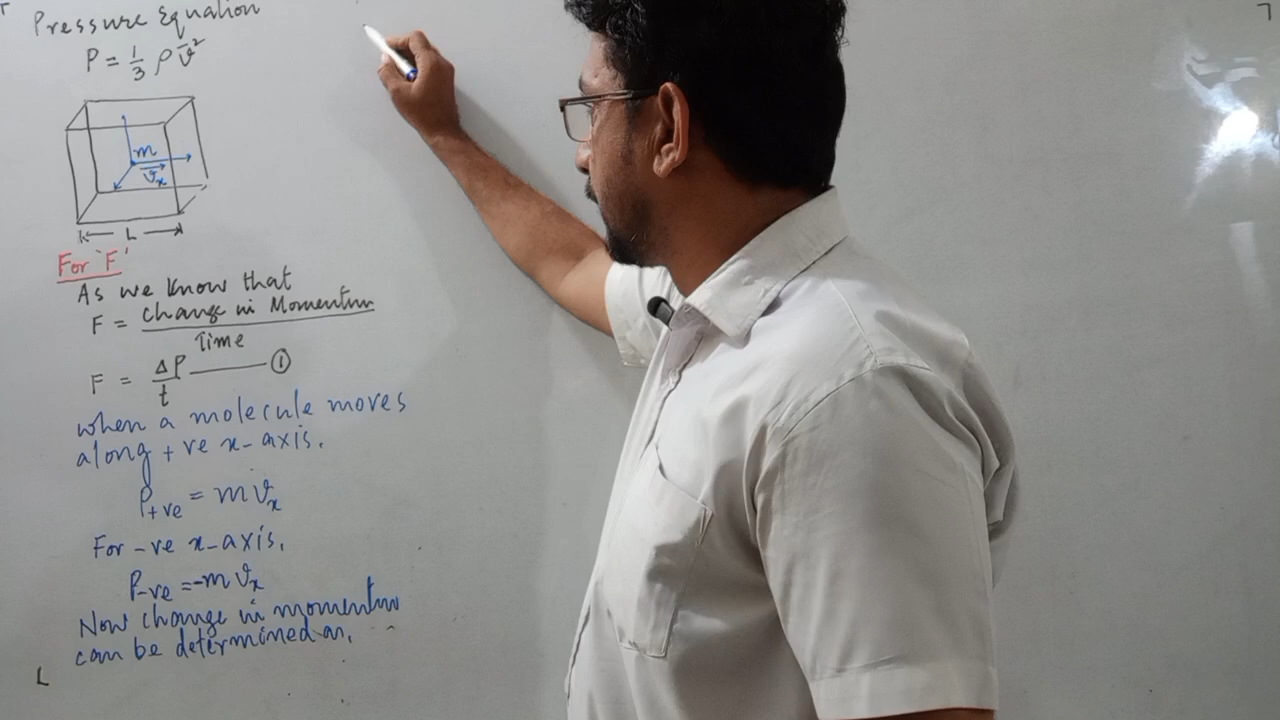 Pressure Equation
P = 1/3 ρ v̄²
m
v⃗x
L
For 'F'
As we know that
F = change in Momentum / Time
F = ΔP / t ——— ①
when a molecule moves
along +ve x-axis.
P+ve = m vx
For -ve x-axis,
P-ve = -m vx
Now change in momentum
can be determined as,